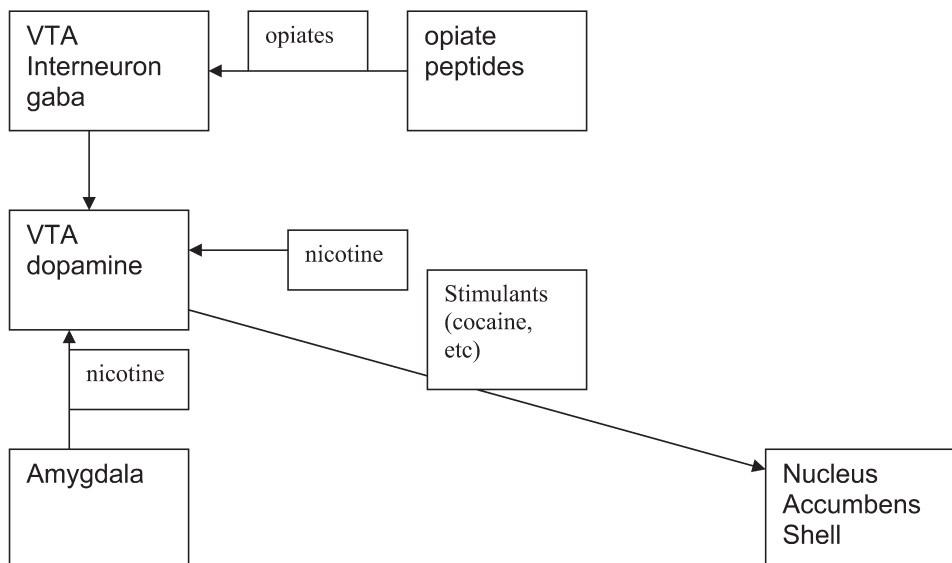 VTA
Interneuron
gaba
opiates
opiate
peptides
VTA
dopamine
nicotine
Stimulants
(cocaine,
etc)
nicotine
Amygdala
Nucleus
Accumbens
Shell